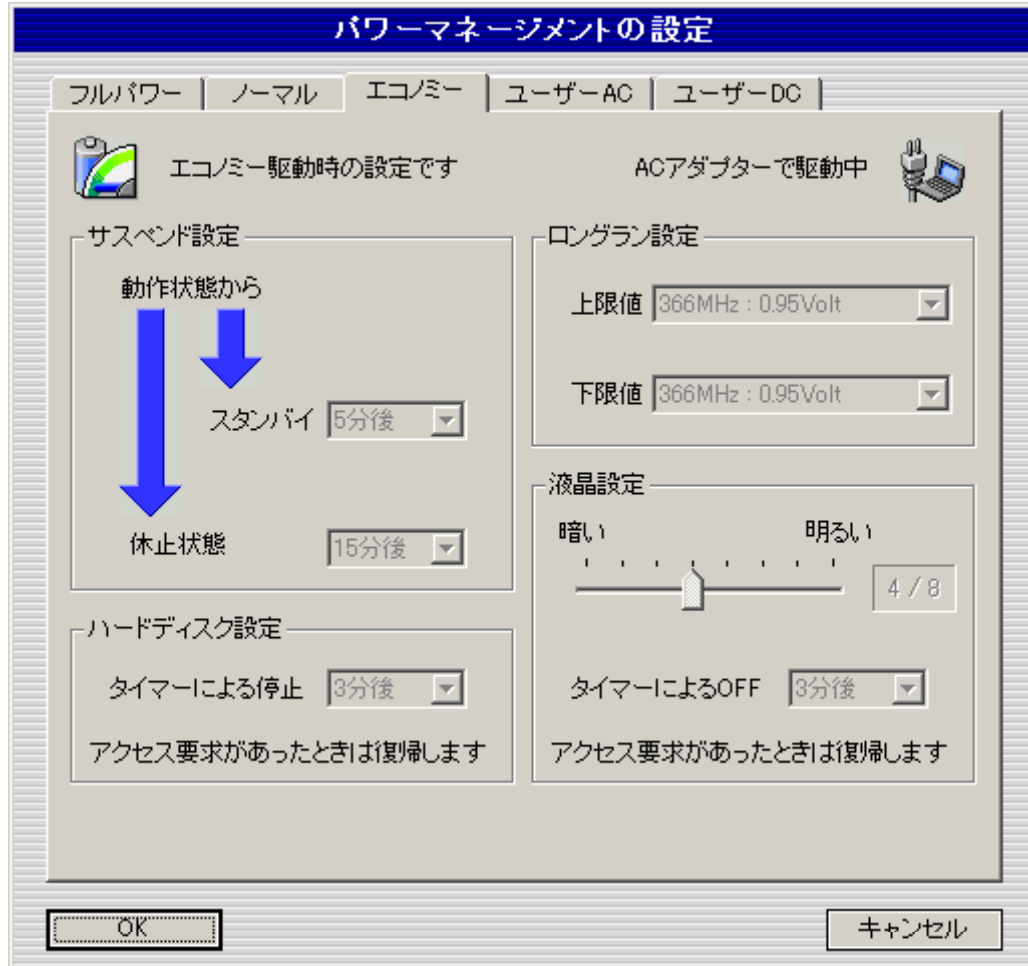 パワーマネージメントの設定
フルパワー
ノーマル
エコノミー
ユーザーAC
ユーザーDC
エコノミー駆動時の設定です
ACアダプターで駆動中
サスペンド設定
動作状態から
スタンバイ 5分後
休止状態 15分後
ロングラン設定
上限値 366MHz : 0.95Volt
下限値 366MHz : 0.95Volt
液晶設定
暗い 明るい
4 / 8
タイマーによるOFF 3分後
アクセス要求があったときは復帰します
ハードディスク設定
タイマーによる停止 3分後
アクセス要求があったときは復帰します
OK
キャンセル